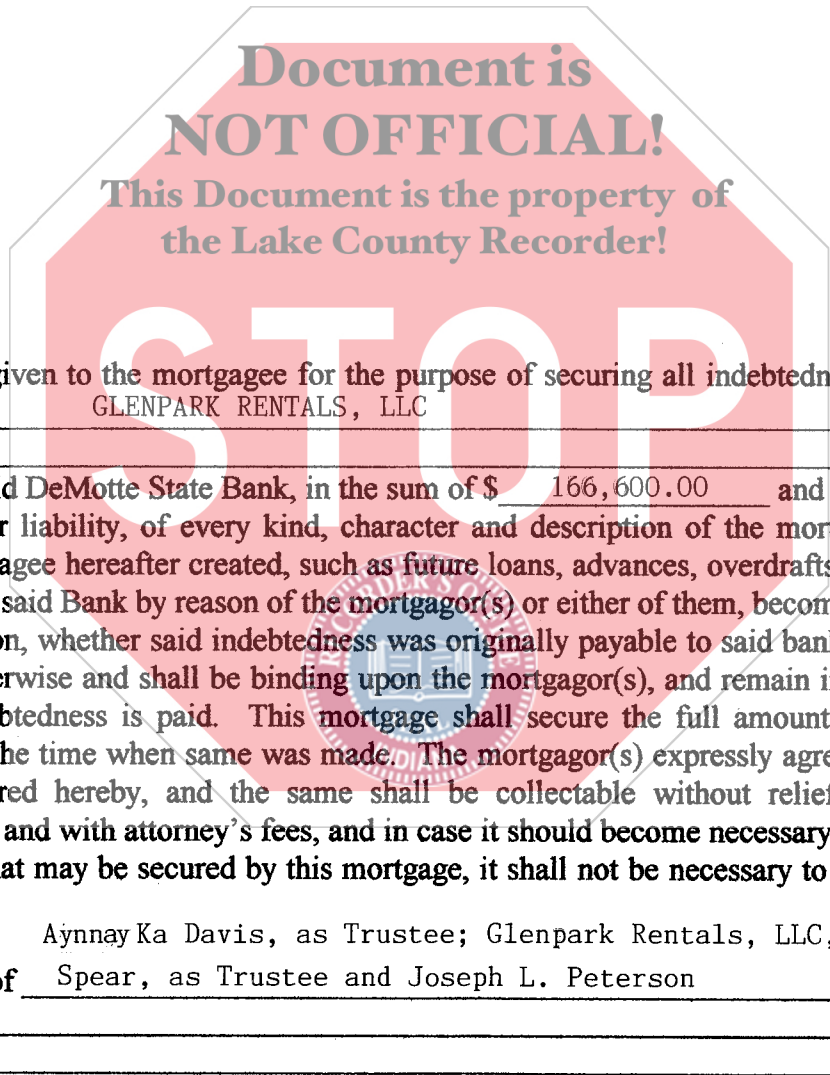 Document is
NOT OFFICIAL!
This Document is the property of
the Lake County Recorder!
STOP
given to the mortgagee for the purpose of securing all indebtedn
GLENPARK RENTALS, LLC
d DeMotte State Bank, in the sum of $ 166,600.00 and
r liability, of every kind, character and description of the mor
agee hereafter created, such as future loans, advances, overdrafts
said Bank by reason of the mortgagor(s) or either of them, becom
on, whether said indebtedness was originally payable to said ban
erwise and shall be binding upon the mortgagor(s), and remain i
btedness is paid. This mortgage shall secure the full amount
he time when same was made. The mortgagor(s) expressly agre
red hereby, and the same shall be collectable without relief
and with attorney's fees, and in case it should become necessary
at may be secured by this mortgage, it shall not be necessary to
Aynnay Ka Davis, as Trustee; Glenpark Rentals, LLC,
of Spear, as Trustee and Joseph L. Peterson
RECORDER'S OFFICE